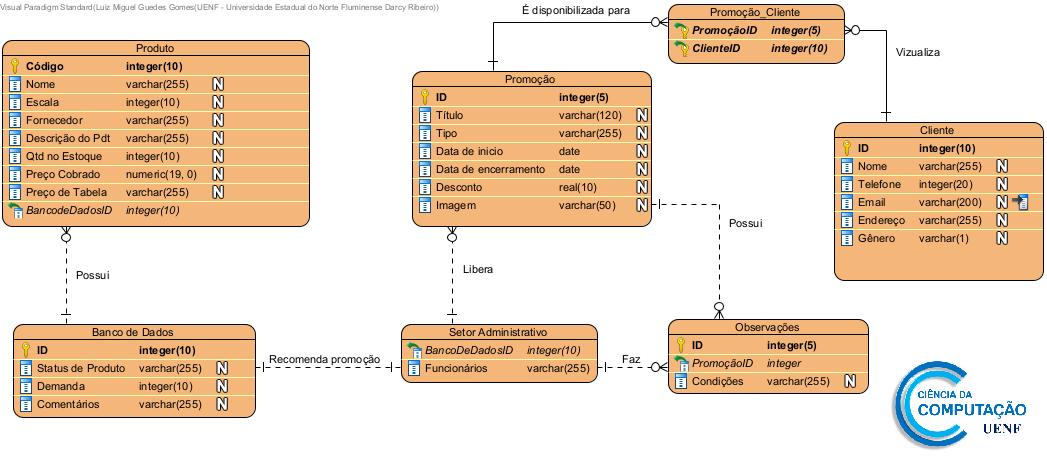 Visual Paradigm Standard(Luiz Miguel Guedes Gomes(UENF - Universidade Estadual do Norte Fluminense Darcy Ribeiro))
É disponibilizada para
Promoção_Cliente
PromoçãoID integer(5)
ClienteID integer(10)
Vizualiza
Produto
Código integer(10)
Nome varchar(255) N
Escala integer(10) N
Fornecedor varchar(255) N
Descrição do Pdt varchar(255) N
Qtd no Estoque integer(10) N
Preço Cobrado numeric(19, 0) N
Preço de Tabela varchar(255) N
BancodeDadosID integer(10)
Promoção
ID integer(5)
Título varchar(120) N
Tipo varchar(255) N
Data de inicio date N
Data de encerramento date N
Desconto real(10) N
Imagem varchar(50) N
Cliente
ID integer(10)
Nome varchar(255) N
Telefone integer(20) N
Email varchar(200) N
Endereço varchar(255) N
Gênero varchar(1) N
Possui
Libera
Possui
Banco de Dados
ID integer(10)
Status de Produto varchar(255) N
Demanda integer(10) N
Comentários varchar(255) N
Recomenda promoção
Setor Administrativo
BancoDeDadosID integer(10)
Funcionários varchar(255)
Faz
Observações
ID integer(5)
PromoçãoID integer
Condições varchar(255) N
CIÊNCIA DA
COMPUTAÇÃO
UENF